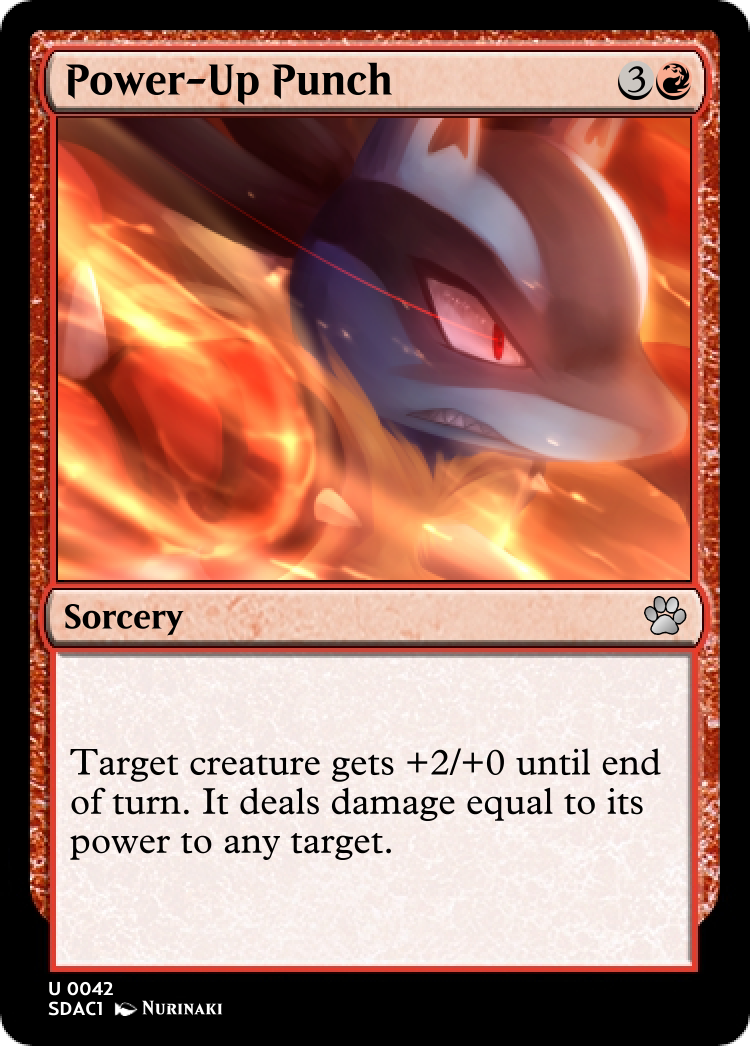 Power-Up Punch 3
Sorcery
Target creature gets +2/+0 until end
of turn. It deals damage equal to its
power to any target.
U 0042
SDAC1 NURINAKI